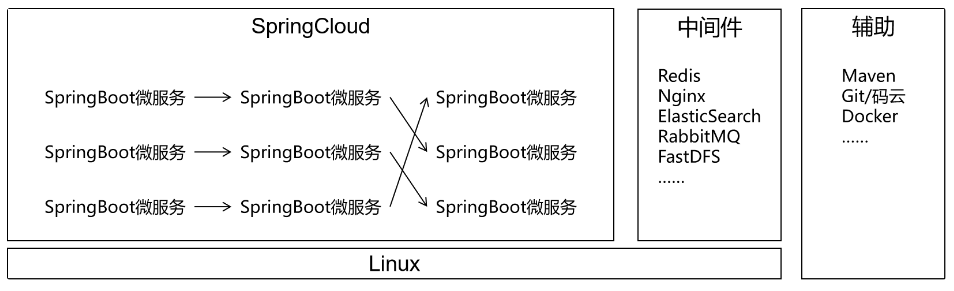 SpringCloud
SpringBoot微服务 SpringBoot微服务 SpringBoot微服务
SpringBoot微服务 SpringBoot微服务 SpringBoot微服务
SpringBoot微服务 SpringBoot微服务 SpringBoot微服务
中间件
Redis
Nginx
ElasticSearch
RabbitMQ
FastDFS
......
辅助
Maven
Git/码云
Docker
......
Linux